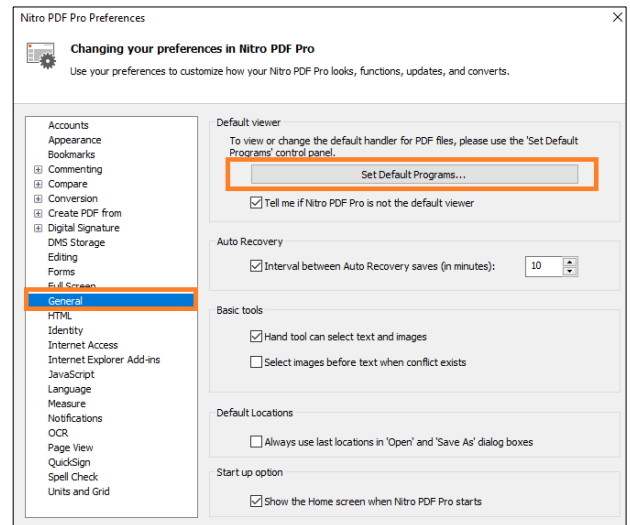 Nitro PDF Pro Preferences
Changing your preferences in Nitro PDF Pro
Use your preferences to customize how your Nitro PDF Pro looks, functions, updates, and converts.
Accounts
Appearance
Bookmarks
Commenting
Compare
Conversion
Create PDF from
Digital Signature
DMS Storage
Editing
Forms
Full Screen
General
HTML
Identity
Internet Access
Internet Explorer Add-ins
JavaScript
Language
Measure
Notifications
OCR
Page View
QuickSign
Spell Check
Units and Grid
Default viewer
To view or change the default handler for PDF files, please use the 'Set Default
Programs' control panel.
Set Default Programs...
Tell me if Nitro PDF Pro is not the default viewer
Auto Recovery
Interval between Auto Recovery saves (in minutes): 10
Basic tools
Hand tool can select text and images
Select images before text when conflict exists
Default Locations
Always use last locations in 'Open' and 'Save As' dialog boxes
Start up option
Show the Home screen when Nitro PDF Pro starts